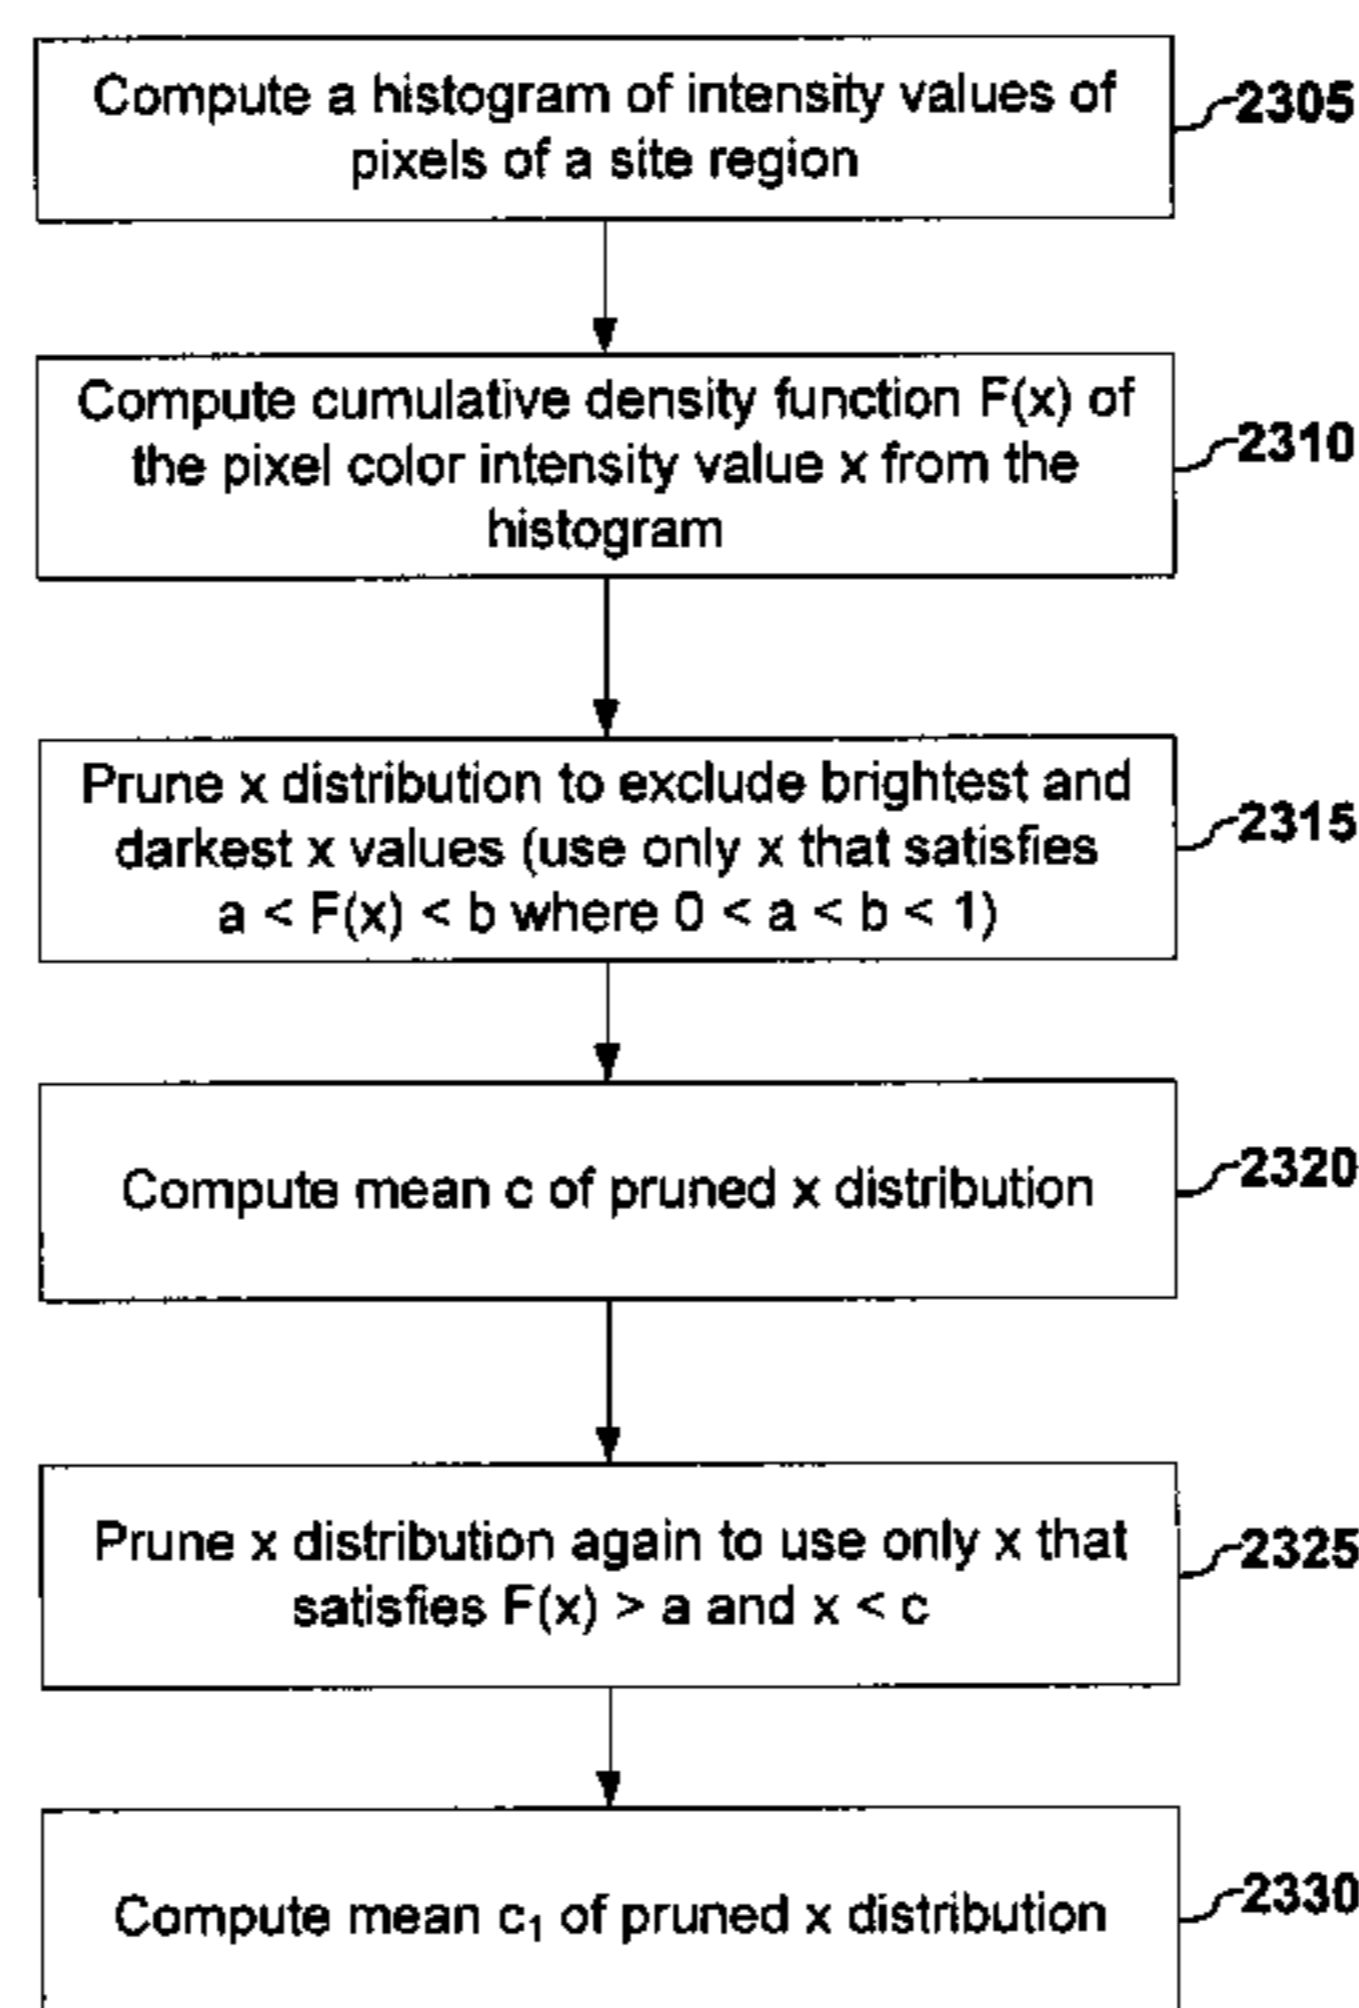 Compute a histogram of intensity values of
pixels of a site region
2305
Compute cumulative density function F(x) of
the pixel color intensity value x from the
histogram
2310
Prune x distribution to exclude brightest and
darkest x values (use only x that satisfies
a < F(x) < b where 0 < a < b < 1)
2315
Compute mean c of pruned x distribution
2320
Prune x distribution again to use only x that
satisfies F(x) > a and x < c
2325
Compute mean c₁ of pruned x distribution
2330